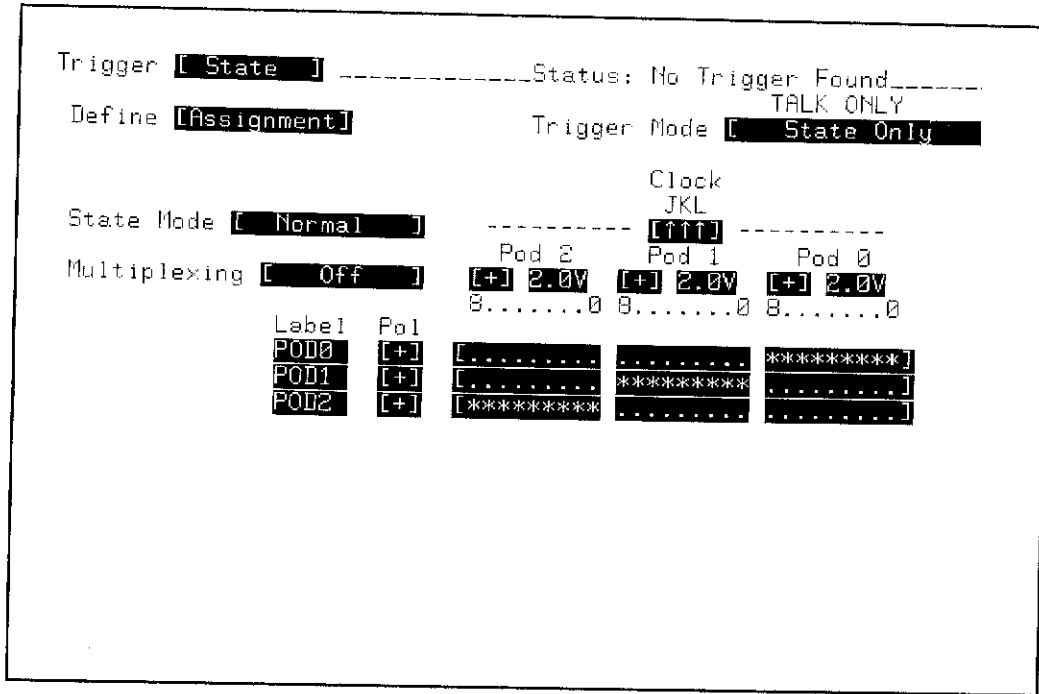 Trigger [ State ] _____________Status: No Trigger Found_______
TALK ONLY
Define [Assignment] Trigger Mode [ State Only
Clock
JKL
State Mode [ Normal ] ---------- [↑↑↑] ----------
Pod 2 Pod 1 Pod 0
Multiplexing [ Off ] [+] 2.0V [+] 2.0V [+] 2.0V
8.......0 8.......0 8.......0
Label Pol
POD0 [+] [......... ......... *********]
POD1 [+] [......... ********* .........]
POD2 [+] [********* ......... .........]